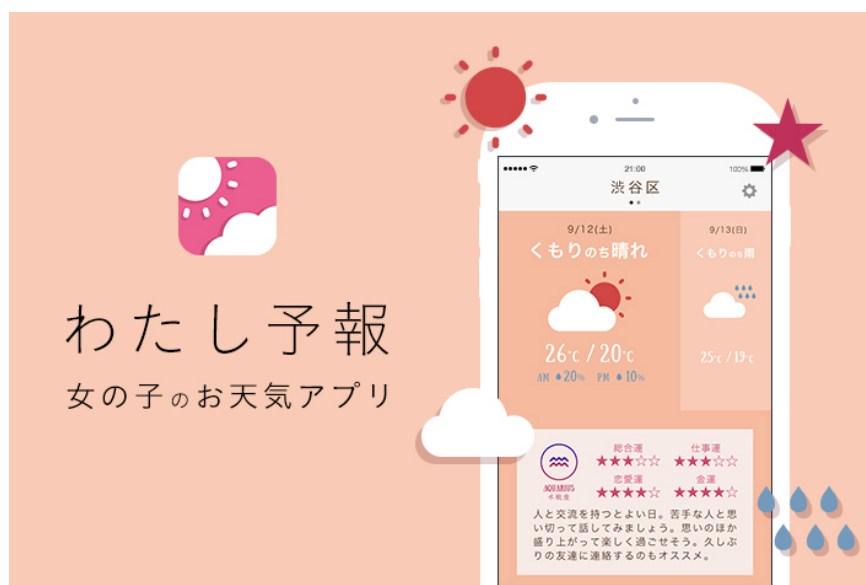 わたし予報
女の子のお天気アプリ
21:00
100%
渋谷区
9/12(土)
くもりのち晴れ
26℃ / 20℃
AM 20% PM 10%
9/13(日)
くもりのち雨
25℃ / 19℃
AQUARIUS
水瓶座
総合運
★★★☆☆
仕事運
★★★☆☆
恋愛運
★★★★☆
金運
★★★★☆
人と交流を持つとよい日。苦手な人と思
い切って話してみましょう。思いのほか
盛り上がって楽しく過ごせそう。久しぶ
りの友達に連絡するのもオススメ。